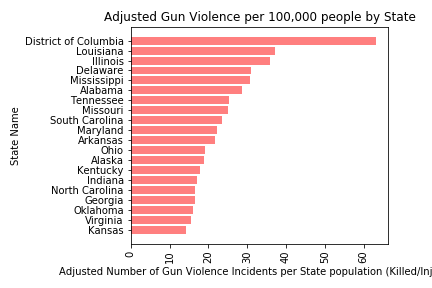 Adjusted Gun Violence per 100,000 people by State
State Name
District of Columbia
Louisiana
Illinois
Delaware
Mississippi
Alabama
Tennessee
Missouri
South Carolina
Maryland
Arkansas
Ohio
Alaska
Kentucky
Indiana
North Carolina
Georgia
Oklahoma
Virginia
Kansas
0
10
20
30
40
50
60
Adjusted Number of Gun Violence Incidents per State population (Killed/Inj